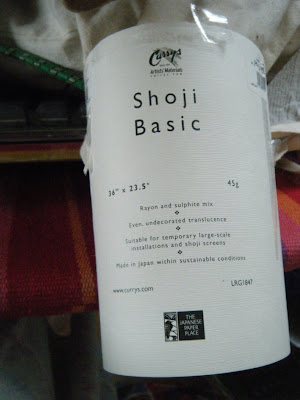 Currys
Artists' Materials
Shoji
Basic
36" x 23.5"
45g
Rayon and sulphite mix
Even, undecorated translucence
Suitable for temporary large-scale
installations and shoji screens
Made in Japan within sustainable conditions
www.currys.com
LRG1847
THE
JAPANESE
PAPER
PLACE